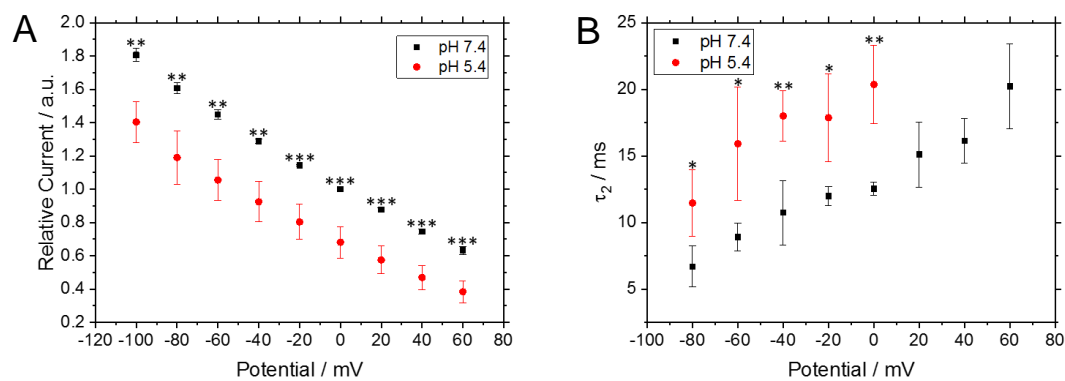 A
2.0
1.8
1.6
1.4
1.2
1.0
0.8
0.6
0.4
0.2
Relative Current / a.u.
pH 7.4
pH 5.4
**
**
**
**
***
***
***
***
***
-120 -100 -80 -60 -40 -20 0 20 40 60 80
Potential / mV
B
25
20
15
10
5
τ2 / ms
pH 7.4
pH 5.4
*
*
**
*
**
-100 -80 -60 -40 -20 0 20 40 60 80
Potential / mV